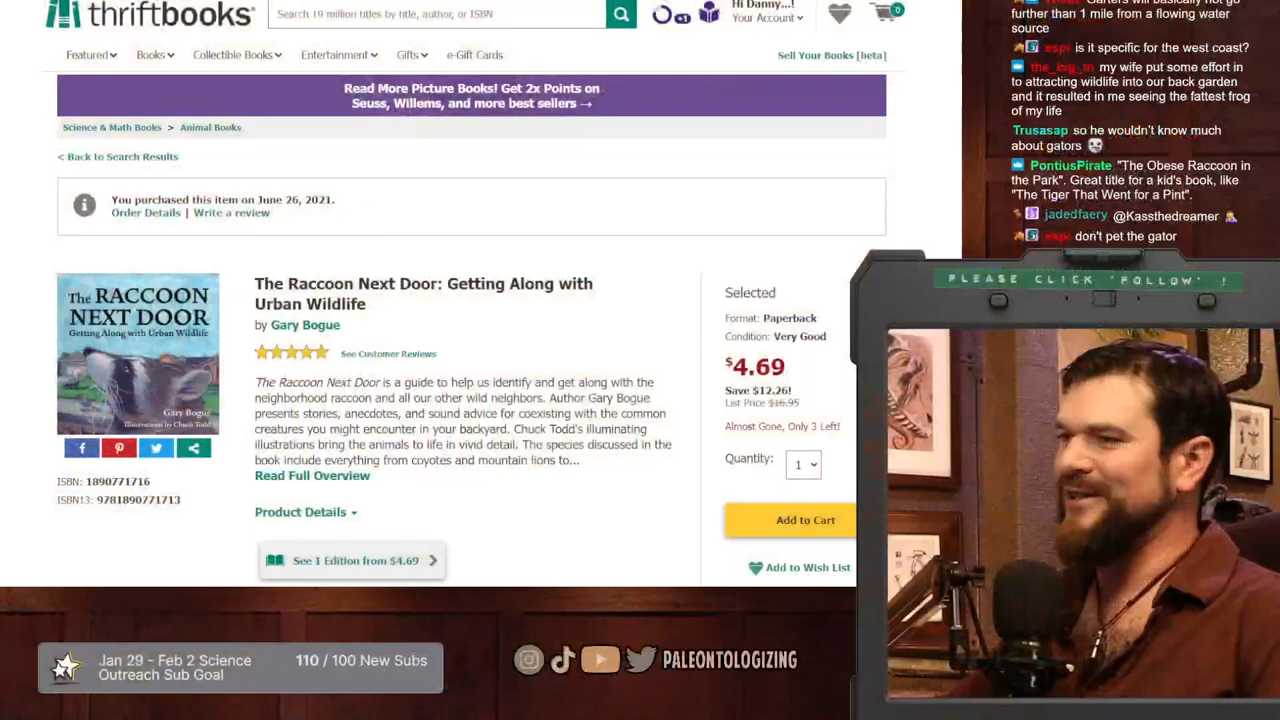 thriftbooks
Search 19 million titles by title, author, or ISBN
Hi Danny...!
Your Account
0
Featured
Books
Collectible Books
Entertainment
Gifts
e-Gift Cards
Sell Your Books [beta]
Read More Picture Books! Get 2x Points on
Seuss, Willems, and more best sellers →
Science & Math Books > Animal Books
< Back to Search Results
You purchased this item on June 26, 2021.
Order Details | Write a review
The RACCOON
NEXT DOOR
Getting Along with Urban Wildlife
Gary Bogue
Illustrations by Chuck Todd
ISBN: 1890771716
ISBN13: 9781890771713
The Raccoon Next Door: Getting Along with
Urban Wildlife
by Gary Bogue
See Customer Reviews
The Raccoon Next Door is a guide to help us identify and get along with the
neighborhood raccoon and all our other wild neighbors. Author Gary Bogue
presents stories, anecdotes, and sound advice for coexisting with the common
creatures you might encounter in your backyard. Chuck Todd's illuminating
illustrations bring the animals to life in vivid detail. The species discussed in the
book include everything from coyotes and mountain lions to...
Read Full Overview
Product Details
See 1 Edition from $4.69
Selected
Format: Paperback
Condition: Very Good
$4.69
Save $12.26!
List Price $16.95
Almost Gone, Only 3 Left!
Quantity:
1
Add to Cart
Add to Wish List
further than 1 mile from a flowing water
source
espi is it specific for the west coast?
my wife put some effort in
to attracting wildlife into our back garden
and it resulted in me seeing the fattest frog
of my life
Trusasap so he wouldn't know much
about gators
PontiusPirate "The Obese Raccoon in
the Park". Great title for a kid's book, like
"The Tiger That Went for a Pint".
jadedfaery @Kassthedreamer
espi don't pet the gator
PLEASE CLICK 'FOLLOW' !
Jan 29 - Feb 2 Science
Outreach Sub Goal
110 / 100 New Subs
PALEONTOLOGIZING